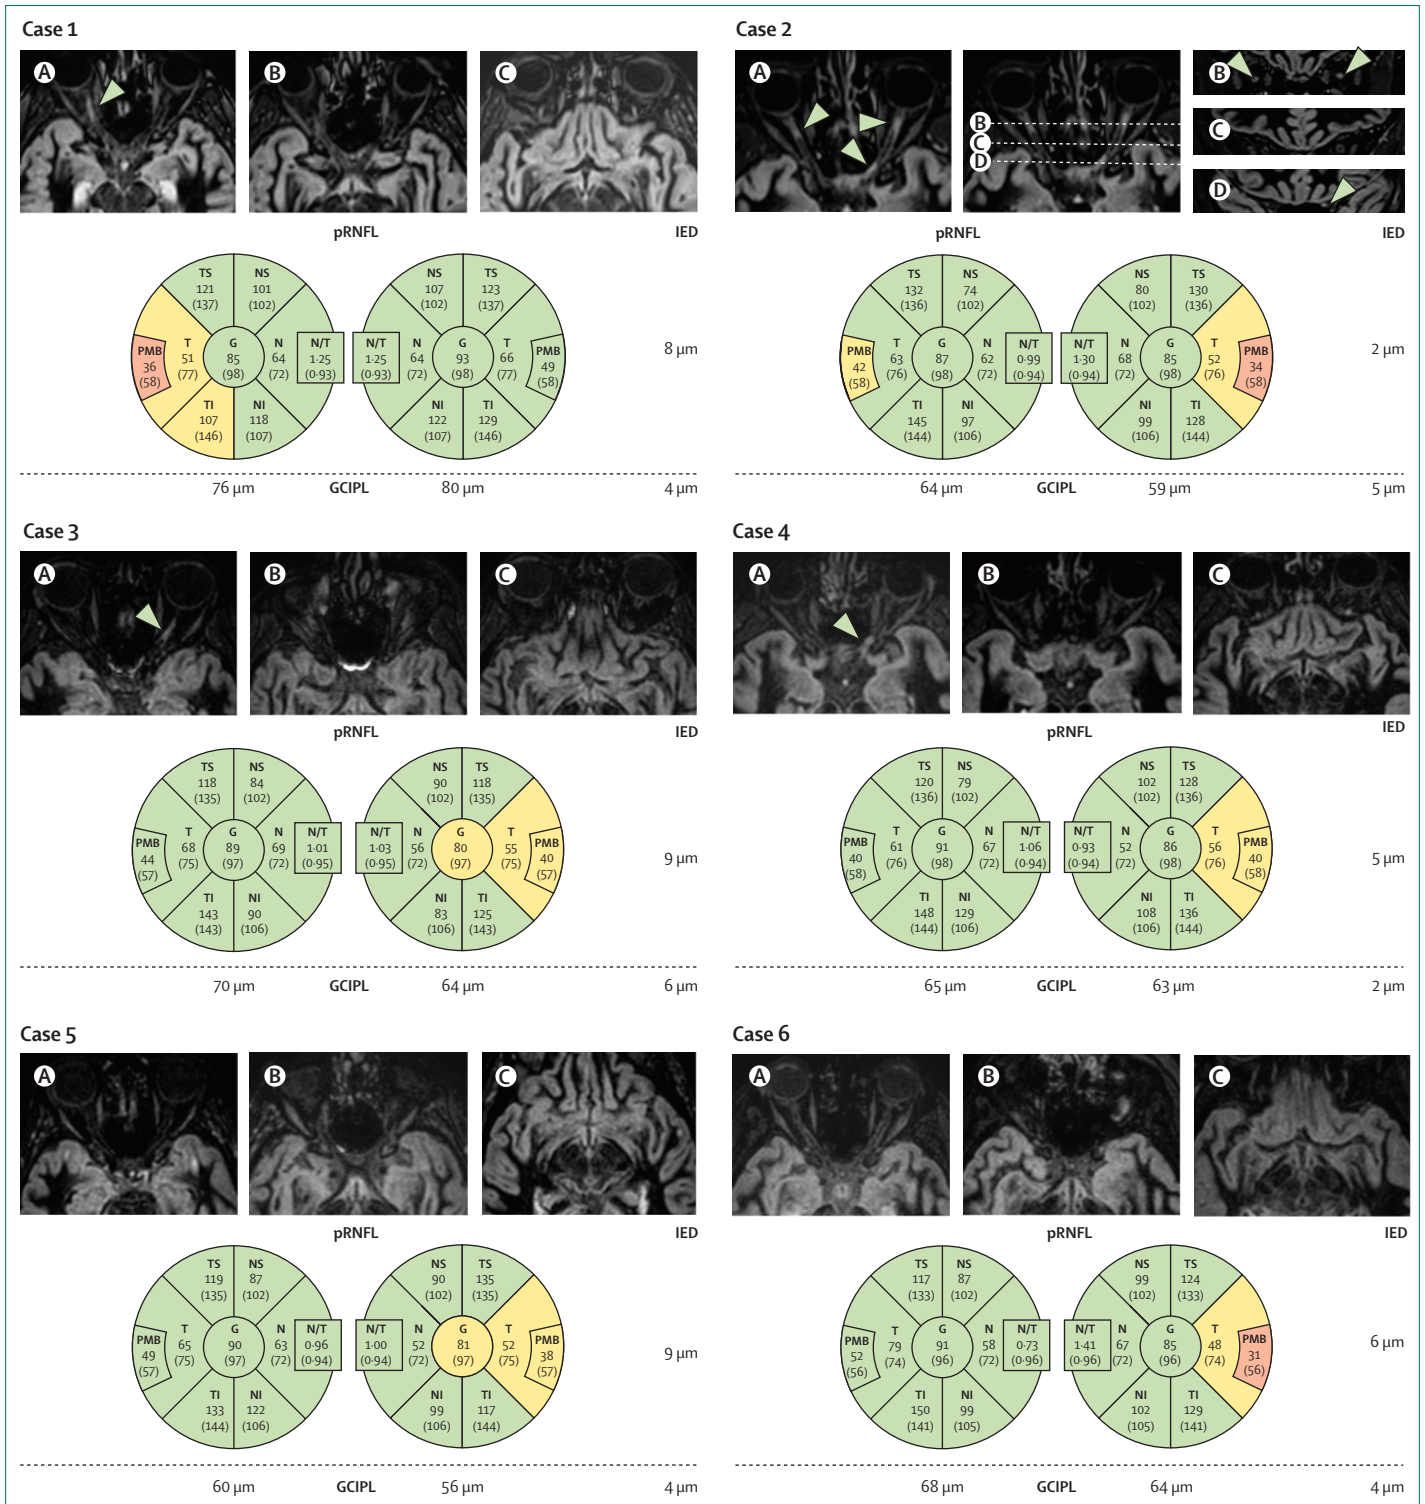 Case 1
A
B
C
pRNFL
IED
TS
121
(137)
NS
101
(102)
PMB
36
(58)
T
51
(77)
G
85
(98)
N
64
(72)
N/T
1·25
(0·93)
TI
107
(146)
NI
118
(107)
NS
107
(102)
TS
123
(137)
N/T
1·25
(0·93)
N
64
(72)
G
93
(98)
T
66
(77)
PMB
49
(58)
NI
122
(107)
TI
129
(146)
8 µm
76 µm
GCIPL
80 µm
4 µm
Case 2
A
B
C
D
B
C
D
pRNFL
IED
TS
132
(136)
NS
74
(102)
PMB
42
(58)
T
63
(76)
G
87
(98)
N
62
(72)
N/T
0·99
(0·94)
TI
145
(144)
NI
97
(106)
NS
80
(102)
TS
130
(136)
N/T
1·30
(0·94)
N
68
(72)
G
85
(98)
T
52
(76)
PMB
34
(58)
NI
99
(106)
TI
128
(144)
2 µm
64 µm
GCIPL
59 µm
5 µm
Case 3
A
B
C
pRNFL
IED
TS
118
(135)
NS
84
(102)
PMB
44
(57)
T
68
(75)
G
89
(97)
N
69
(72)
N/T
1·01
(0·95)
TI
143
(143)
NI
90
(106)
NS
90
(102)
TS
118
(135)
N/T
1·03
(0·95)
N
56
(72)
G
80
(97)
T
55
(75)
PMB
40
(57)
NI
83
(106)
TI
125
(143)
9 µm
70 µm
GCIPL
64 µm
6 µm
Case 4
A
B
C
pRNFL
IED
TS
120
(136)
NS
79
(102)
PMB
40
(58)
T
61
(76)
G
91
(98)
N
67
(72)
N/T
1·06
(0·94)
TI
148
(144)
NI
129
(106)
NS
102
(102)
TS
128
(136)
N/T
0·93
(0·94)
N
52
(72)
G
86
(98)
T
56
(76)
PMB
40
(58)
NI
108
(106)
TI
136
(144)
5 µm
65 µm
GCIPL
63 µm
2 µm
Case 5
A
B
C
pRNFL
IED
TS
119
(135)
NS
87
(102)
PMB
49
(57)
T
65
(75)
G
90
(97)
N
63
(72)
N/T
0·96
(0·94)
TI
133
(144)
NI
122
(106)
NS
90
(102)
TS
135
(135)
N/T
1·00
(0·94)
N
52
(72)
G
81
(97)
T
52
(75)
PMB
38
(57)
NI
99
(106)
TI
117
(144)
9 µm
60 µm
GCIPL
56 µm
4 µm
Case 6
A
B
C
pRNFL
IED
TS
117
(133)
NS
87
(102)
PMB
52
(56)
T
79
(74)
G
91
(96)
N
58
(72)
N/T
0·73
(0·96)
TI
150
(141)
NI
99
(105)
NS
99
(102)
TS
124
(133)
N/T
1·41
(0·96)
N
67
(72)
G
85
(96)
T
48
(74)
PMB
31
(56)
NI
102
(105)
TI
129
(141)
6 µm
68 µm
GCIPL
64 µm
4 µm